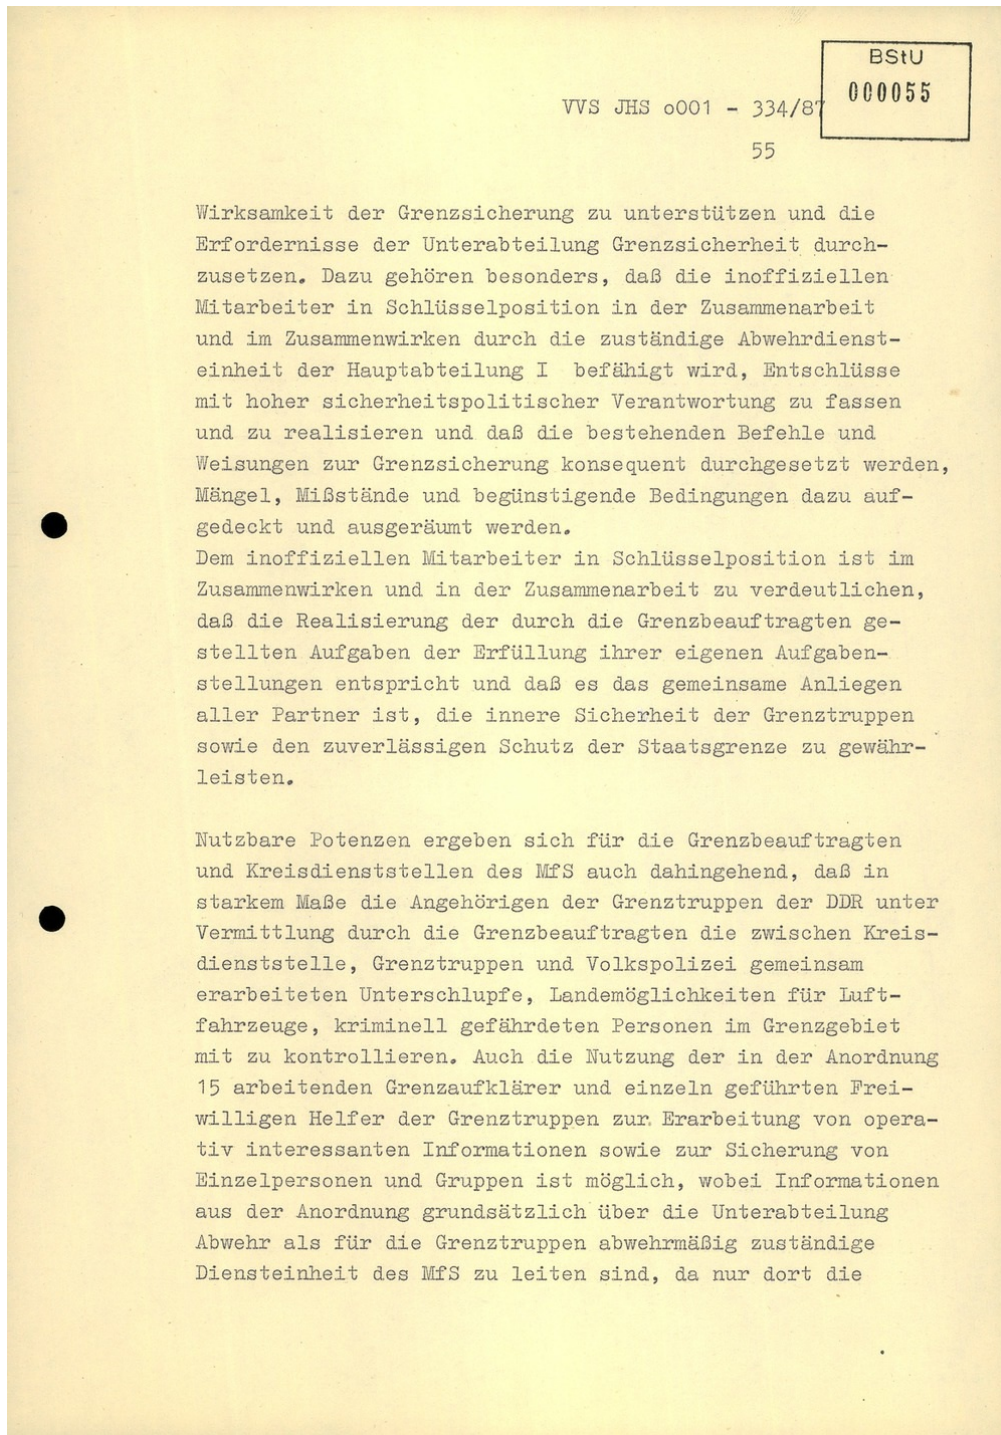 BStU
000055
VVS JHS o001 - 334/87
55
Wirksamkeit der Grenzsicherung zu unterstützen und die
Erfordernisse der Unterabteilung Grenzsicherheit durch-
zusetzen. Dazu gehören besonders, daß die inoffiziellen
Mitarbeiter in Schlüsselposition in der Zusammenarbeit
und im Zusammenwirken durch die zuständige Abwehrdienst-
einheit der Hauptabteilung I befähigt wird, Entschlüsse
mit hoher sicherheitspolitischer Verantwortung zu fassen
und zu realisieren und daß die bestehenden Befehle und
Weisungen zur Grenzsicherung konsequent durchgesetzt werden,
Mängel, Mißstände und begünstigende Bedingungen dazu auf-
gedeckt und ausgeräumt werden.
Dem inoffiziellen Mitarbeiter in Schlüsselposition ist im
Zusammenwirken und in der Zusammenarbeit zu verdeutlichen,
daß die Realisierung der durch die Grenzbeauftragten ge-
stellten Aufgaben der Erfüllung ihrer eigenen Aufgaben-
stellungen entspricht und daß es das gemeinsame Anliegen
aller Partner ist, die innere Sicherheit der Grenztruppen
sowie den zuverlässigen Schutz der Staatsgrenze zu gewähr-
leisten.
Nutzbare Potenzen ergeben sich für die Grenzbeauftragten
und Kreisdienststellen des MfS auch dahingehend, daß in
starkem Maße die Angehörigen der Grenztruppen der DDR unter
Vermittlung durch die Grenzbeauftragten die zwischen Kreis-
dienststelle, Grenztruppen und Volkspolizei gemeinsam
erarbeiteten Unterschlupfe, Landemöglichkeiten für Luft-
fahrzeuge, kriminell gefährdeten Personen im Grenzgebiet
mit zu kontrollieren. Auch die Nutzung der in der Anordnung
15 arbeitenden Grenzaufklärer und einzeln geführten Frei-
willigen Helfer der Grenztruppen zur Erarbeitung von opera-
tiv interessanten Informationen sowie zur Sicherung von
Einzelpersonen und Gruppen ist möglich, wobei Informationen
aus der Anordnung grundsätzlich über die Unterabteilung
Abwehr als für die Grenztruppen abwehrmäßig zuständige
Diensteinheit des MfS zu leiten sind, da nur dort die